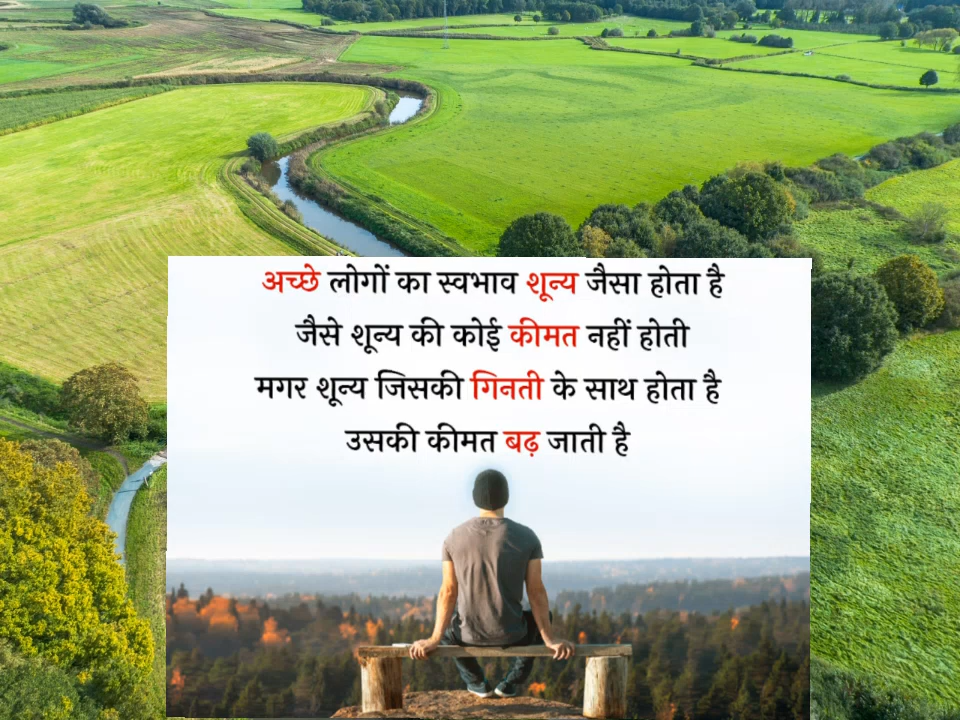 अच्छे लोगों का स्वभाव शून्य जैसा होता है
जैसे शून्य की कोई कीमत नहीं होती
मगर शून्य जिसकी गिनती के साथ होता है
उसकी कीमत बढ़ जाती है